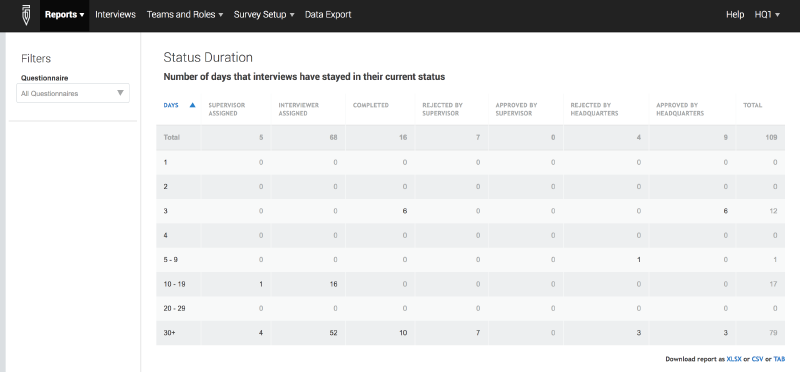 Reports Interviews Teams and Roles Survey Setup Data Export Help HQ1
Filters
Questionnaire
All Questionnaires
Status Duration
Number of days that interviews have stayed in their current status
DAYS SUPERVISOR ASSIGNED INTERVIEWER ASSIGNED COMPLETED REJECTED BY SUPERVISOR APPROVED BY SUPERVISOR REJECTED BY HEADQUARTERS APPROVED BY HEADQUARTERS TOTAL
Total 5 68 16 7 0 4 9 109
1 0 0 0 0 0 0 0 0
2 0 0 0 0 0 0 0 0
3 0 0 6 0 0 0 6 12
4 0 0 0 0 0 0 0 0
5 - 9 0 0 0 0 0 1 0 1
10 - 19 1 16 0 0 0 0 0 17
20 - 29 0 0 0 0 0 0 0 0
30+ 4 52 10 7 0 3 3 79
Download report as XLSX or CSV or TAB